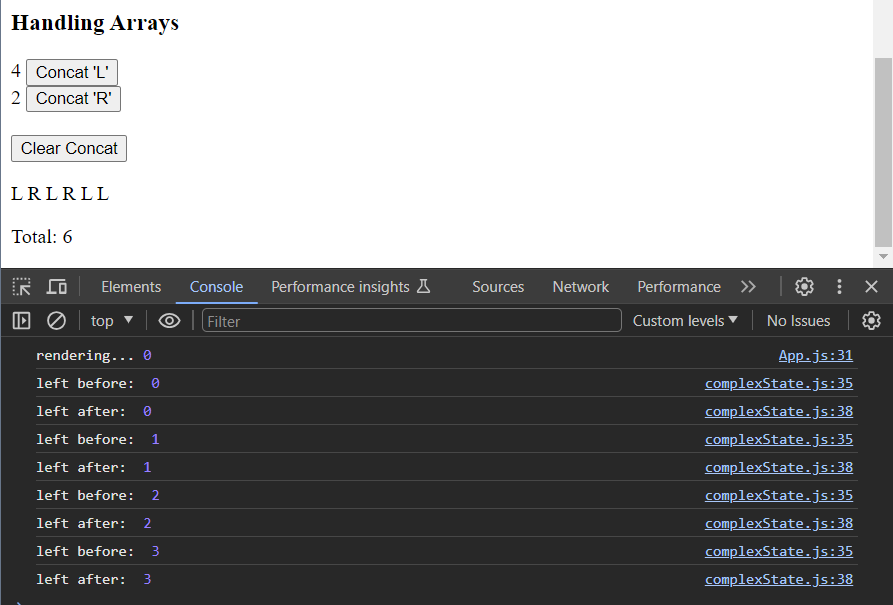 Handling Arrays
4 Concat 'L'
2 Concat 'R'
Clear Concat
L R L R L L
Total: 6
Elements Console Performance insights Sources Network Performance
top Filter Custom levels No Issues
rendering... 0 App.js:31
left before: 0 complexState.js:35
left after: 0 complexState.js:38
left before: 1 complexState.js:35
left after: 1 complexState.js:38
left before: 2 complexState.js:35
left after: 2 complexState.js:38
left before: 3 complexState.js:35
left after: 3 complexState.js:38